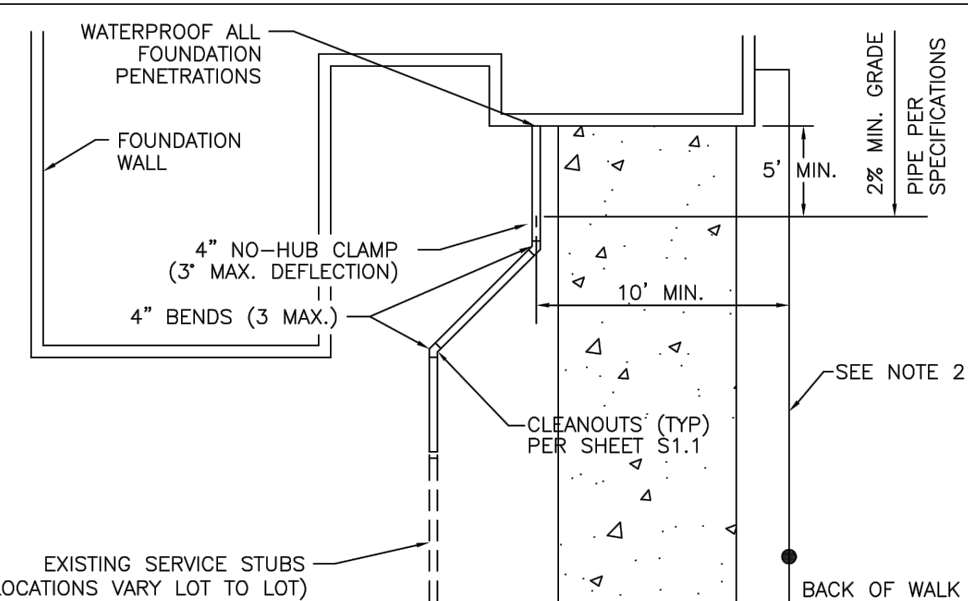 WATERPROOF ALL
FOUNDATION
PENETRATIONS
FOUNDATION
WALL
2% MIN. GRADE
PIPE PER
SPECIFICATIONS
5' MIN.
4" NO-HUB CLAMP
(3° MAX. DEFLECTION)
4" BENDS (3 MAX.)
10' MIN.
SEE NOTE 2
CLEANOUTS (TYP)
PER SHEET S1.1
EXISTING SERVICE STUBS
LOCATIONS VARY LOT TO LOT)
BACK OF WALK